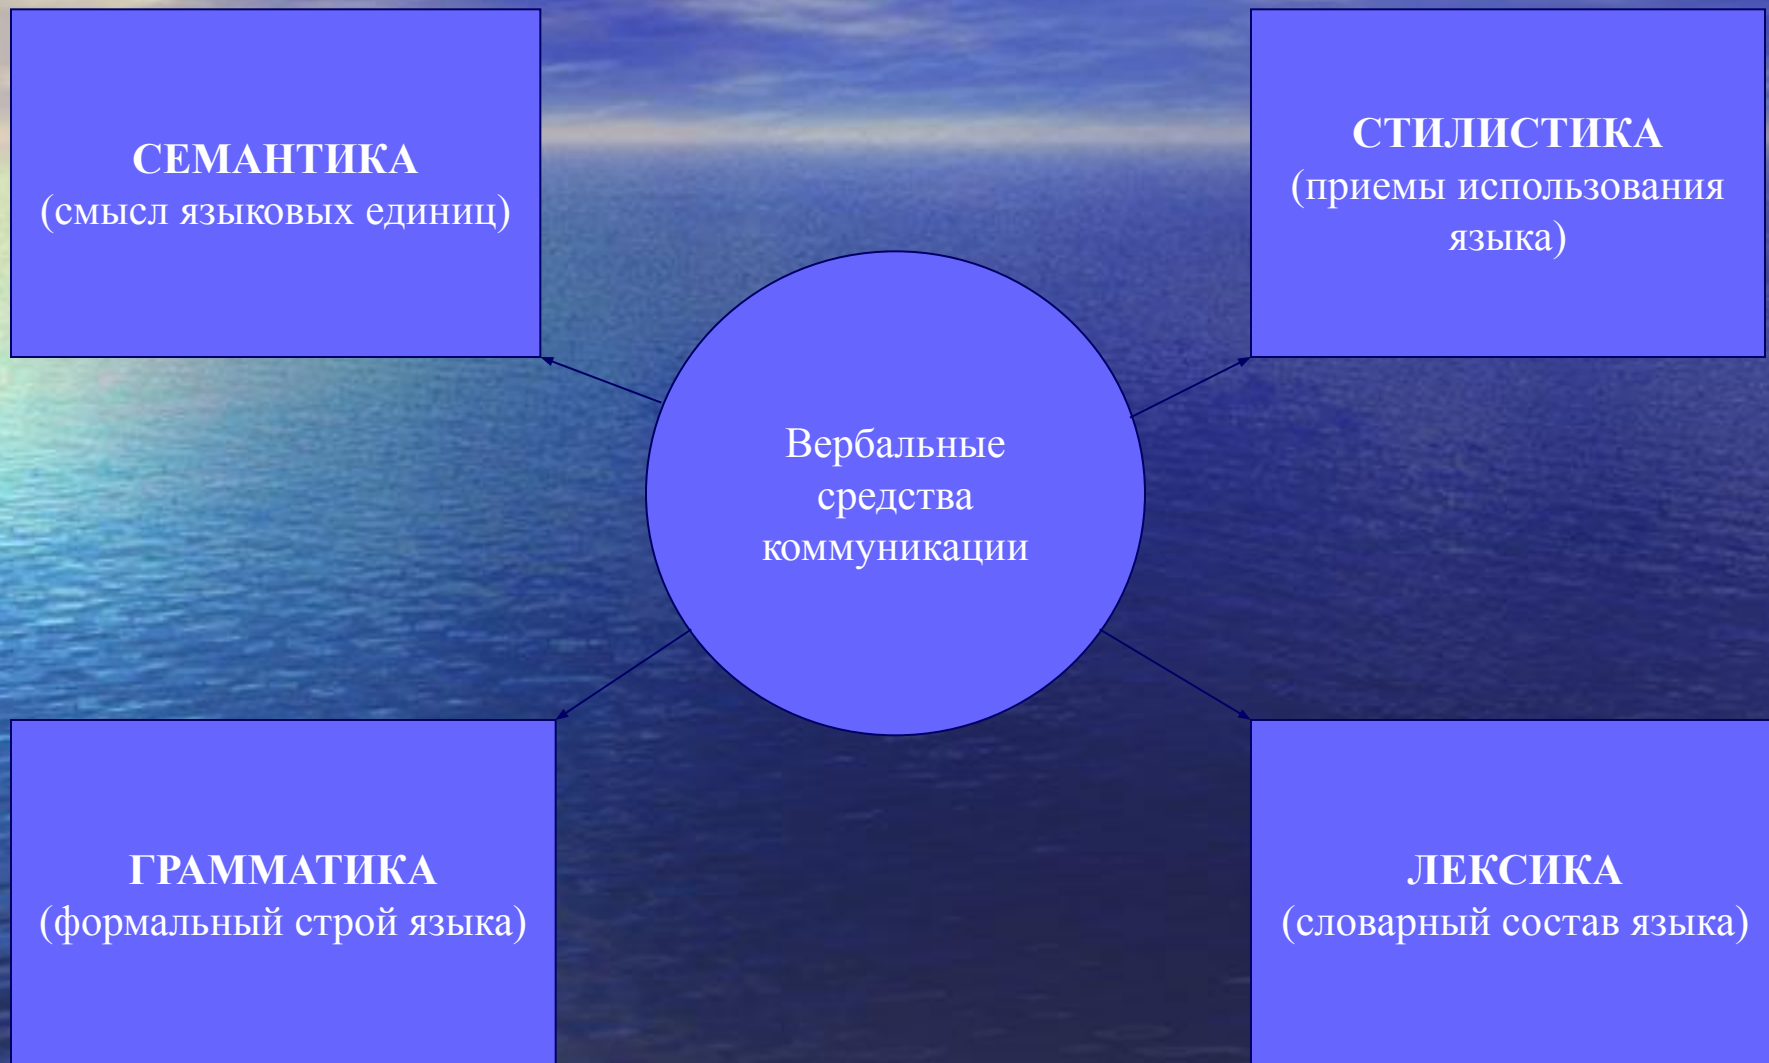 СЕМАНТИКА
(смысл языковых единиц)
СТИЛИСТИКА
(приемы использования
языка)
Вербальные
средства
коммуникации
ГРАММАТИКА
(формальный строй языка)
ЛЕКСИКА
(словарный состав языка)